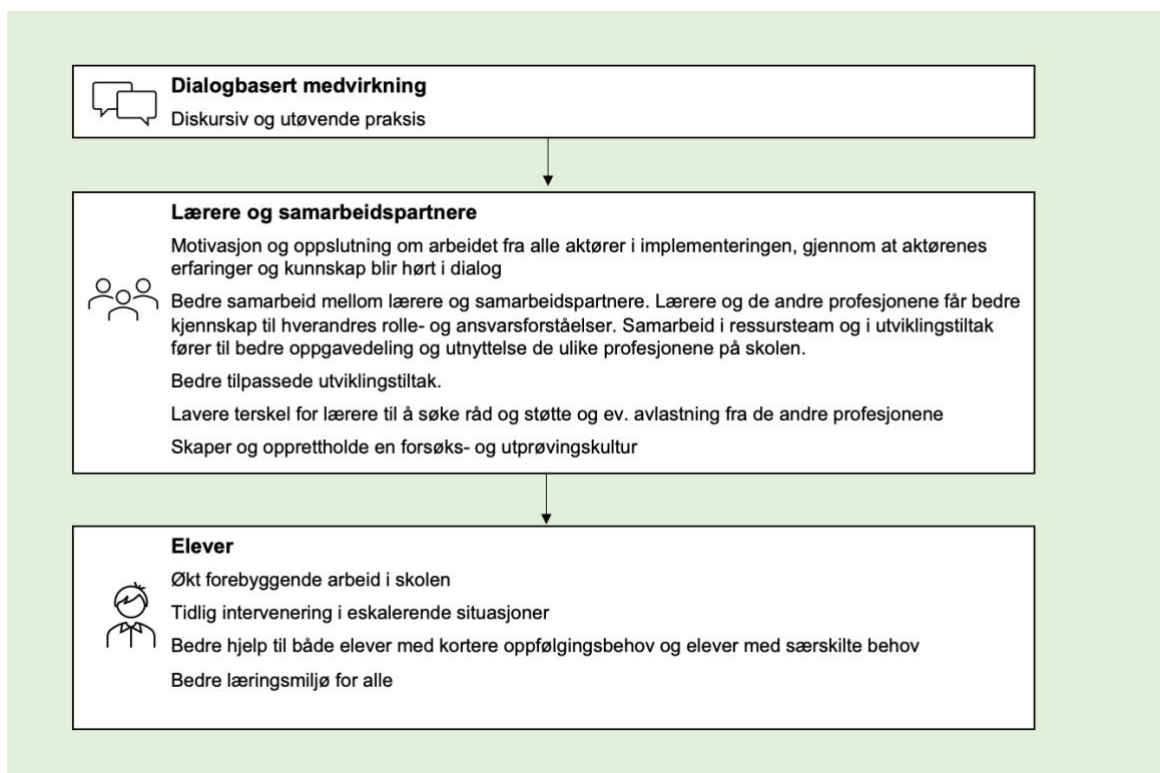 Dialogbasert medvirkning
Diskursiv og utøvende praksis
Lærere og samarbeidspartnere
Motivasjon og oppslutning om arbeidet fra alle aktører i implementeringen, gjennom at aktørenes
erfaringer og kunnskap blir hørt i dialog
Bedre samarbeid mellom lærere og samarbeidspartnere. Lærere og de andre profesjonene får bedre
kjennskap til hverandres rolle- og ansvarsforståelser. Samarbeid i ressursteam og i utviklingstiltak
fører til bedre oppgavedeling og utnyttelse de ulike profesjonene på skolen.
Bedre tilpassede utviklingstiltak.
Lavere terskel for lærere til å søke råd og støtte og ev. avlastning fra de andre profesjonene
Skaper og opprettholde en forsøks- og utprøvingskultur
Elever
Økt forebyggende arbeid i skolen
Tidlig intervenering i eskalerende situasjoner
Bedre hjelp til både elever med kortere oppfølgingsbehov og elever med særskilte behov
Bedre læringsmiljø for alle